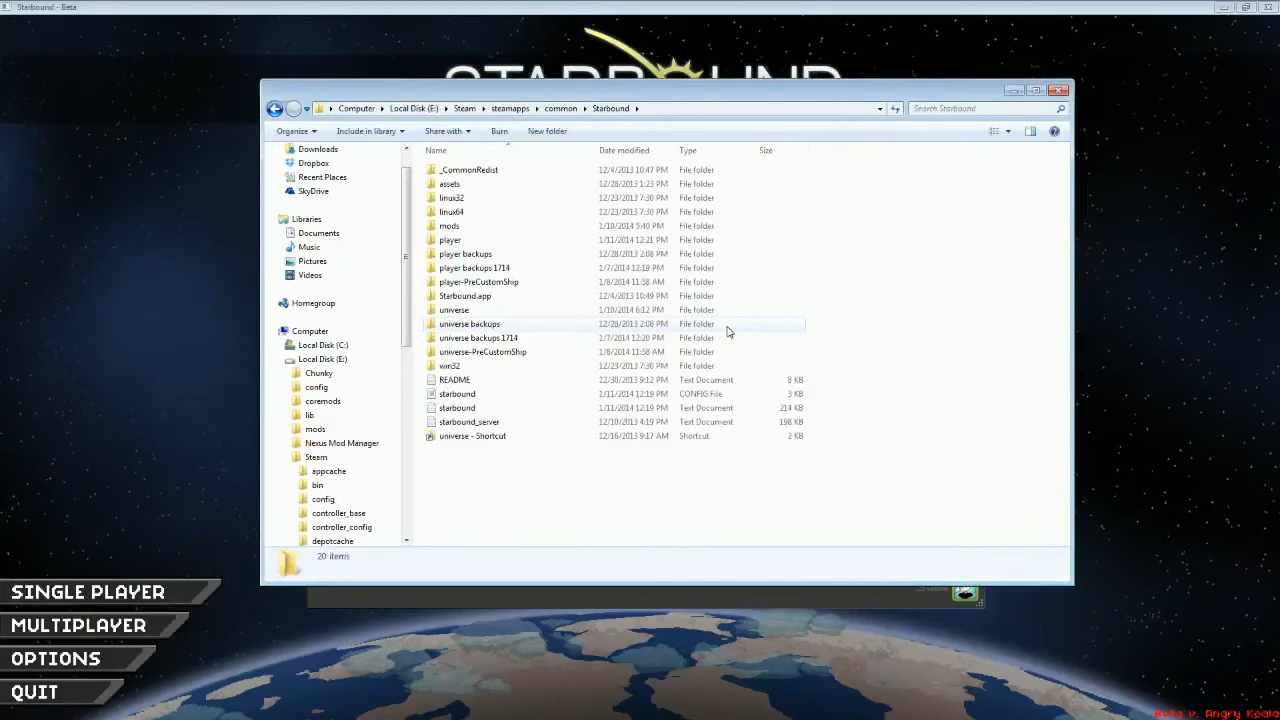 Starbound - Beta
STARBOUND
Computer Local Disk (E:) Steam steamapps common Starbound
Search Starbound
Organize Include in library Share with Burn New folder
Name Date modified Type Size
Downloads
Dropbox
Recent Places
SkyDrive
Libraries
Documents
Music
Pictures
Videos
Homegroup
Computer
Local Disk (C:)
Local Disk (E:)
Chunky
config
coremods
lib
mods
Nexus Mod Manager
Steam
appcache
bin
config
controller_base
controller_config
depotcache
_CommonRedist 12/4/2013 10:47 PM File folder
assets 12/28/2013 1:23 PM File folder
linux32 12/23/2013 7:30 PM File folder
linux64 12/23/2013 7:30 PM File folder
mods 1/10/2014 5:40 PM File folder
player 1/11/2014 12:21 PM File folder
player backups 12/28/2013 2:08 PM File folder
player backups 1714 1/7/2014 12:19 PM File folder
player-PreCustomShip 1/8/2014 11:58 AM File folder
Starbound.app 12/4/2013 10:49 PM File folder
universe 1/10/2014 6:12 PM File folder
universe backups 12/28/2013 2:08 PM File folder
universe backups 1714 1/7/2014 12:20 PM File folder
universe-PreCustomShip 1/8/2014 11:58 AM File folder
win32 12/23/2013 7:30 PM File folder
README 12/30/2013 9:12 PM Text Document 8 KB
starbound 1/11/2014 12:19 PM CONFIG File 3 KB
starbound 1/11/2014 12:19 PM Text Document 214 KB
starbound_server 12/10/2013 4:19 PM Text Document 198 KB
universe - Shortcut 12/16/2013 9:17 AM Shortcut 2 KB
20 items
SINGLE PLAYER
MULTIPLAYER
OPTIONS
QUIT
Beta v. Angry Koala